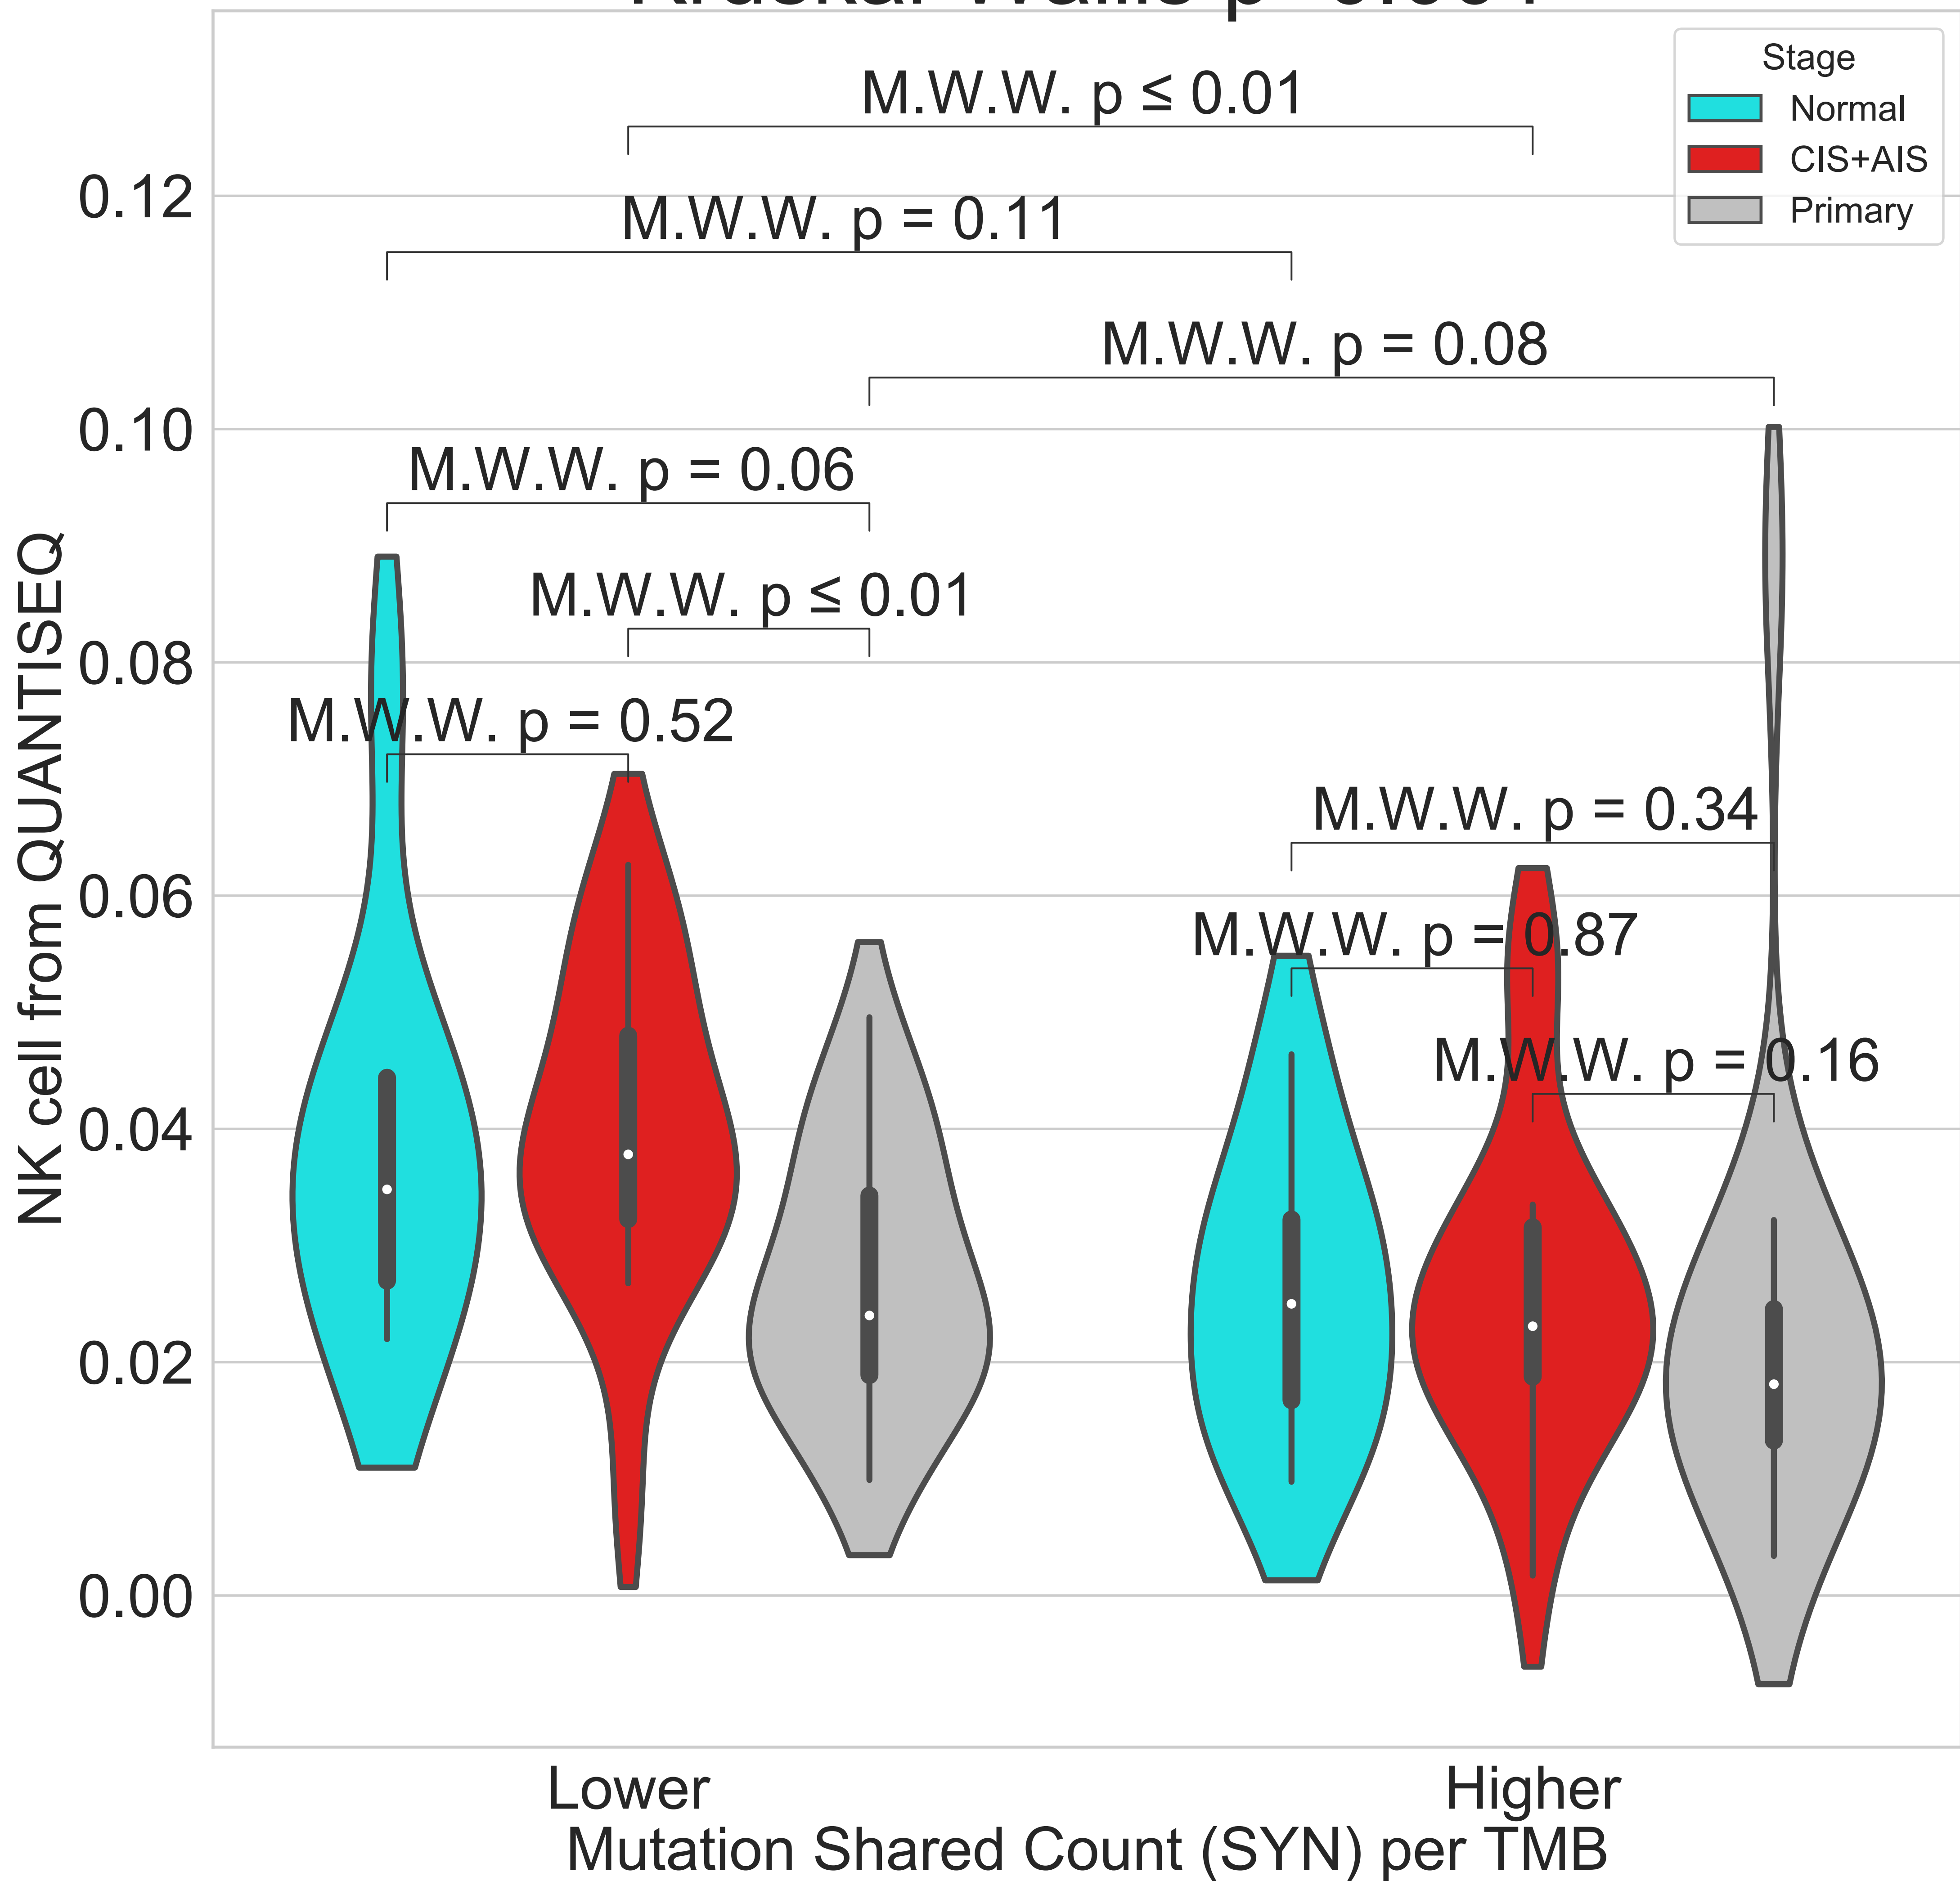 Stage
Normal
CIS+AIS
Primary
M.W.W. p ≤ 0.01
M.W.W. p = 0.11
M.W.W. p = 0.08
M.W.W. p = 0.06
M.W.W. p ≤ 0.01
M.W.W. p = 0.52
M.W.W. p = 0.34
M.W.W. p = 0.87
M.W.W. p = 0.16
0.12
0.10
0.08
0.06
0.04
0.02
0.00
NK cell from QUANTISEQ
Lower
Higher
Mutation Shared Count (SYN) per TMB